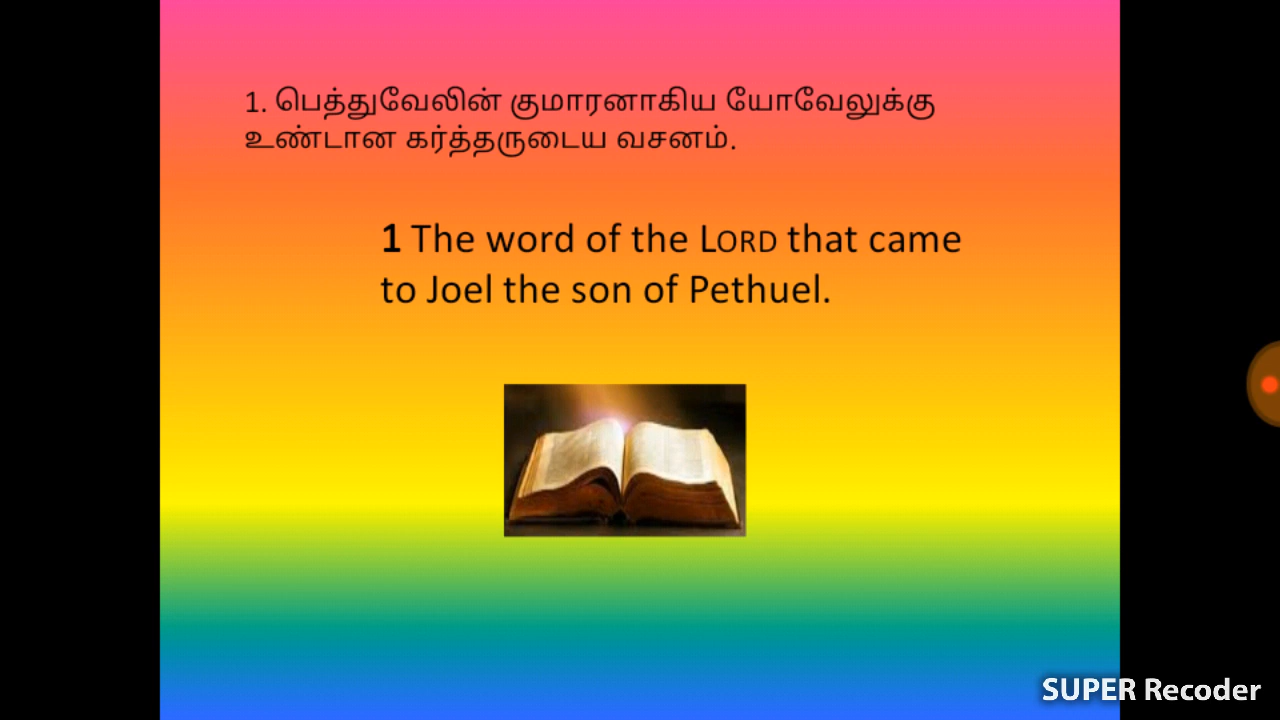 1. பெத்துவேலின் குமாரனாகிய யோவேலுக்கு
உண்டான கர்த்தருடைய வசனம்.
1 The word of the LORD that came
to Joel the son of Pethuel.
SUPER Recoder